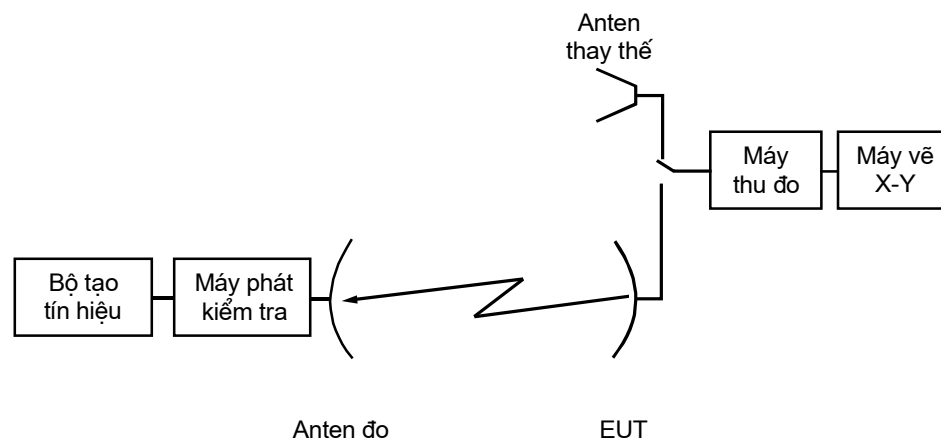 Anten
thay thế
Máy
thu đo
Máy vẽ
X-Y
Bộ tạo
tín hiệu
Máy phát
kiểm tra
Anten đo
EUT